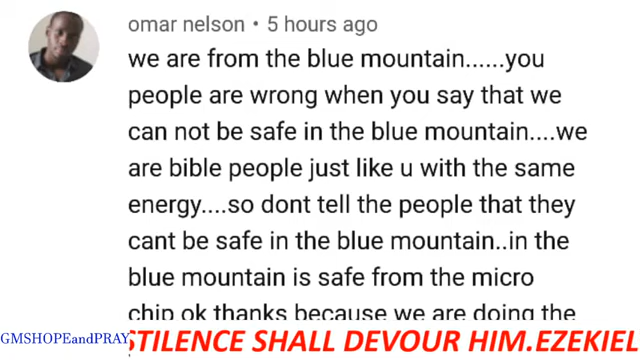 omar nelson • 5 hours ago
we are from the blue mountain......you
people are wrong when you say that we
can not be safe in the blue mountain....we
are bible people just like u with the same
energy....so dont tell the people that they
cant be safe in the blue mountain..in the
blue mountain is safe from the micro
chip ok thanks because we are doing the
GMSHOPEandPRAY
STILENCE SHALL DEVOUR HIM.EZEKIEL